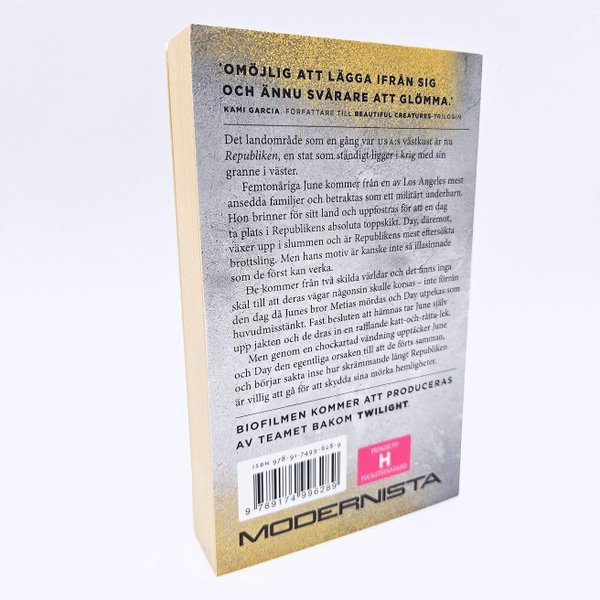 'OMÖJLIG ATT LÄGGA IFRÅN SIG
OCH ÄNNU SVÅRARE ATT GLÖMMA.'
KAMI GARCIA, FÖRFATTARE TILL BEAUTIFUL CREATURES-TRILOGIN
Det landområde som en gång var USA:s västkust är nu
Republiken, en stat som ständigt ligger i krig med sin
granne i väster.
Femtonåriga June kommer från en av Los Angeles mest
ansedda familjer och betraktas som ett militärt underbarn.
Hon brinner för sitt land och uppfostras för att en dag
ta plats i Republikens absoluta toppskikt. Day, däremot,
växer upp i slummen och är Republikens mest eftersökta
brottsling. Men hans motiv är kanske inte så illasinnade
som de först kan verka.
De kommer från två skilda världar och det finns inga
skäl till att deras vägar någonsin skulle korsas – inte förrän
den dag då Junes bror Metias mördas och Day utpekas som
huvudmisstänkt. Fast besluten att hämnas tar June själv
upp jakten och de dras in en rafflande katt-och-råtta-lek.
Men genom en chockartad vändning upptäcker June
och Day den egentliga orsaken till att de förts samman,
och börjar sakta inse hur skrämmande långt Republiken
är villig att gå för att skydda sina mörka hemligheter.
BIOFILMEN KOMMER ATT PRODUCERAS
AV TEAMET BAKOM TWILIGHT.
ISBN 978-91-7499-628-9
9 789174 996289
H
MODERNISTA